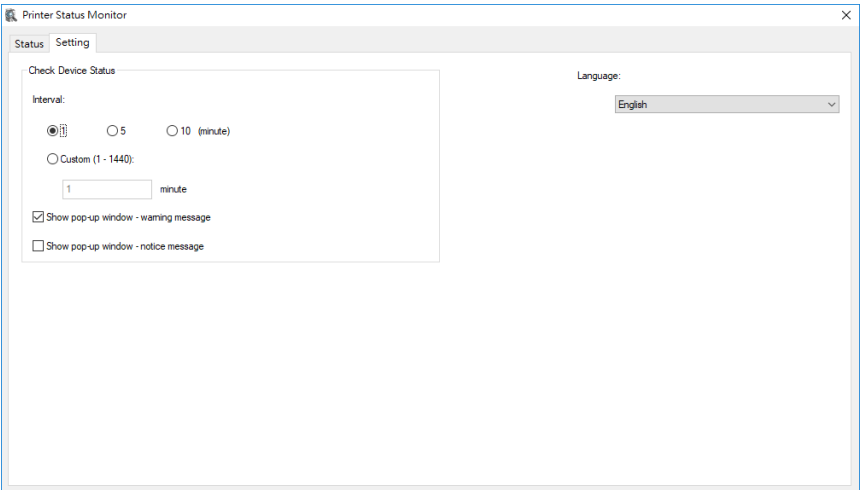 Printer Status Monitor
Status Setting
Check Device Status
Language:
Interval:
English
1 5 10 (minute)
Custom (1 - 1440):
1 minute
Show pop-up window - warning message
Show pop-up window - notice message